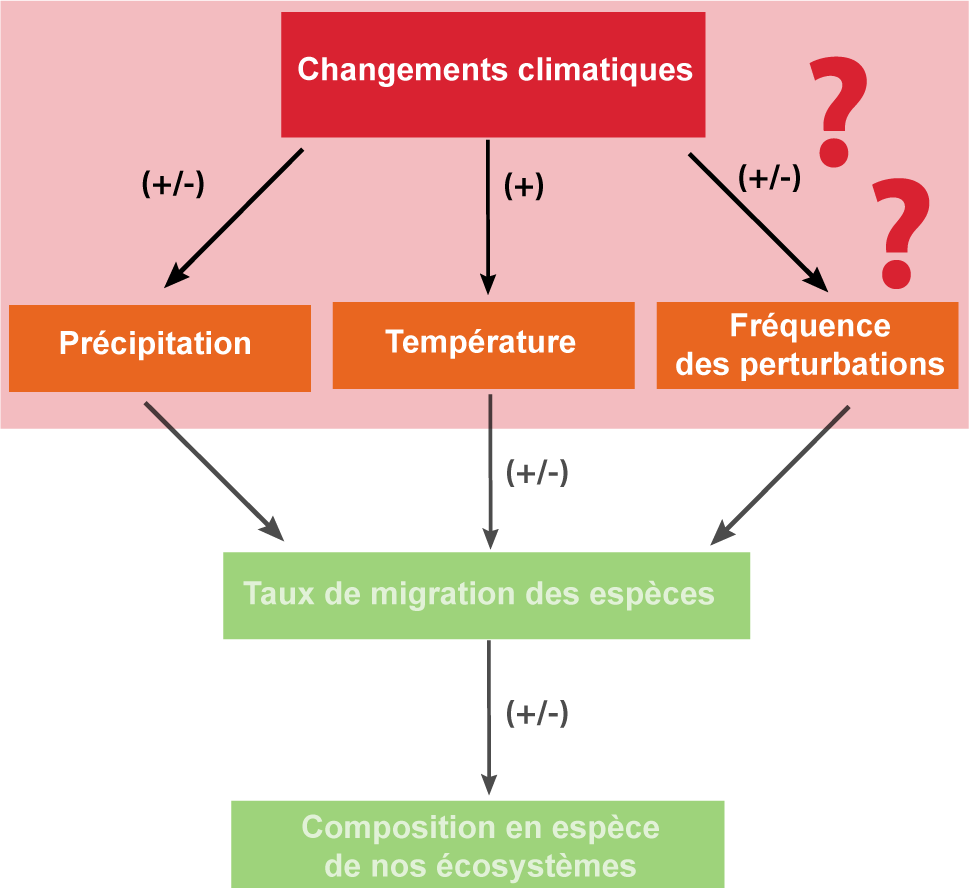 Changements climatiques
?
(+/-)
(+)
(+/-)
?
Précipitation
Température
Fréquence
des perturbations
(+/-)
Taux de migration des espèces
(+/-)
Composition en espèce
de nos écosystèmes